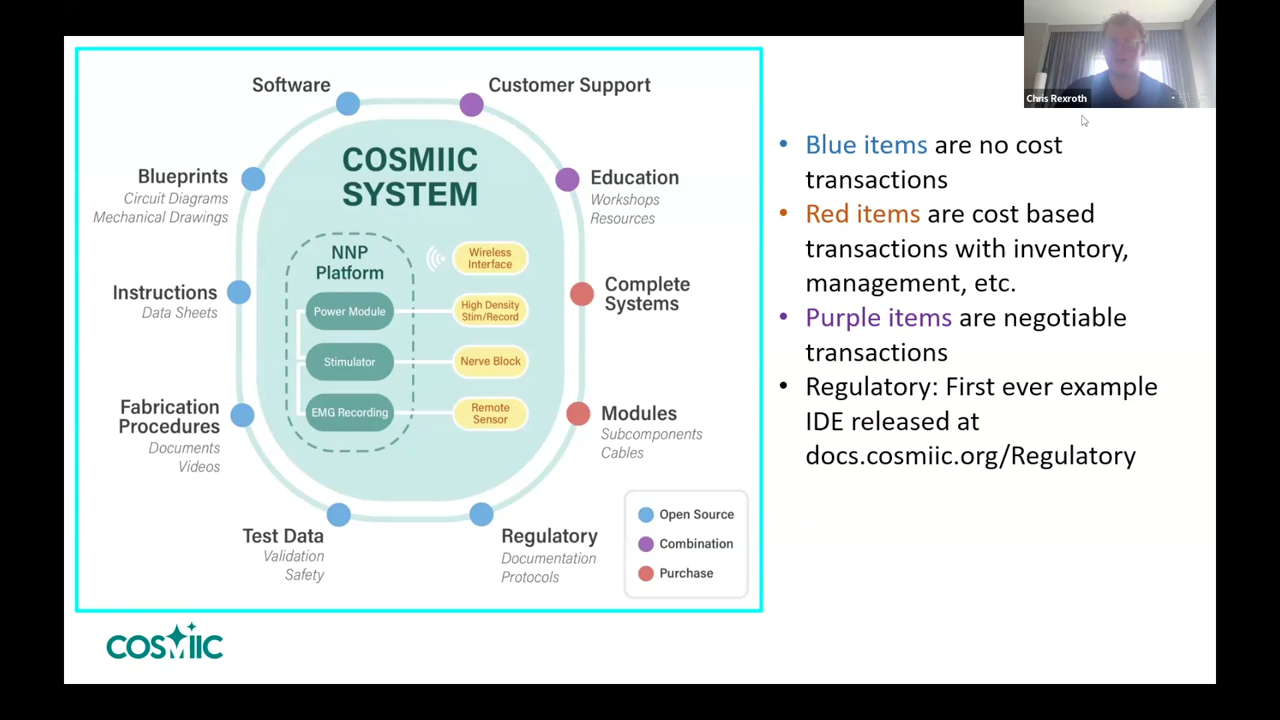 Software
Customer Support
Blueprints
Circuit Diagrams
Mechanical Drawings
COSMIIC
SYSTEM
Education
Workshops
Resources
NNP
Platform
Wireless
Interface
Instructions
Data Sheets
Power Module
High Density
Stim/Record
Complete
Systems
Stimulator
Nerve Block
Fabrication
Procedures
Documents
Videos
EMG Recording
Remote
Sensor
Modules
Subcomponents
Cables
Test Data
Validation
Safety
Regulatory
Documentation
Protocols
Open Source
Combination
Purchase
COSMIIC
Chris Rexroth
• Blue items are no cost
transactions
• Red items are cost based
transactions with inventory,
management, etc.
• Purple items are negotiable
transactions
• Regulatory: First ever example
IDE released at
docs.cosmiic.org/Regulatory